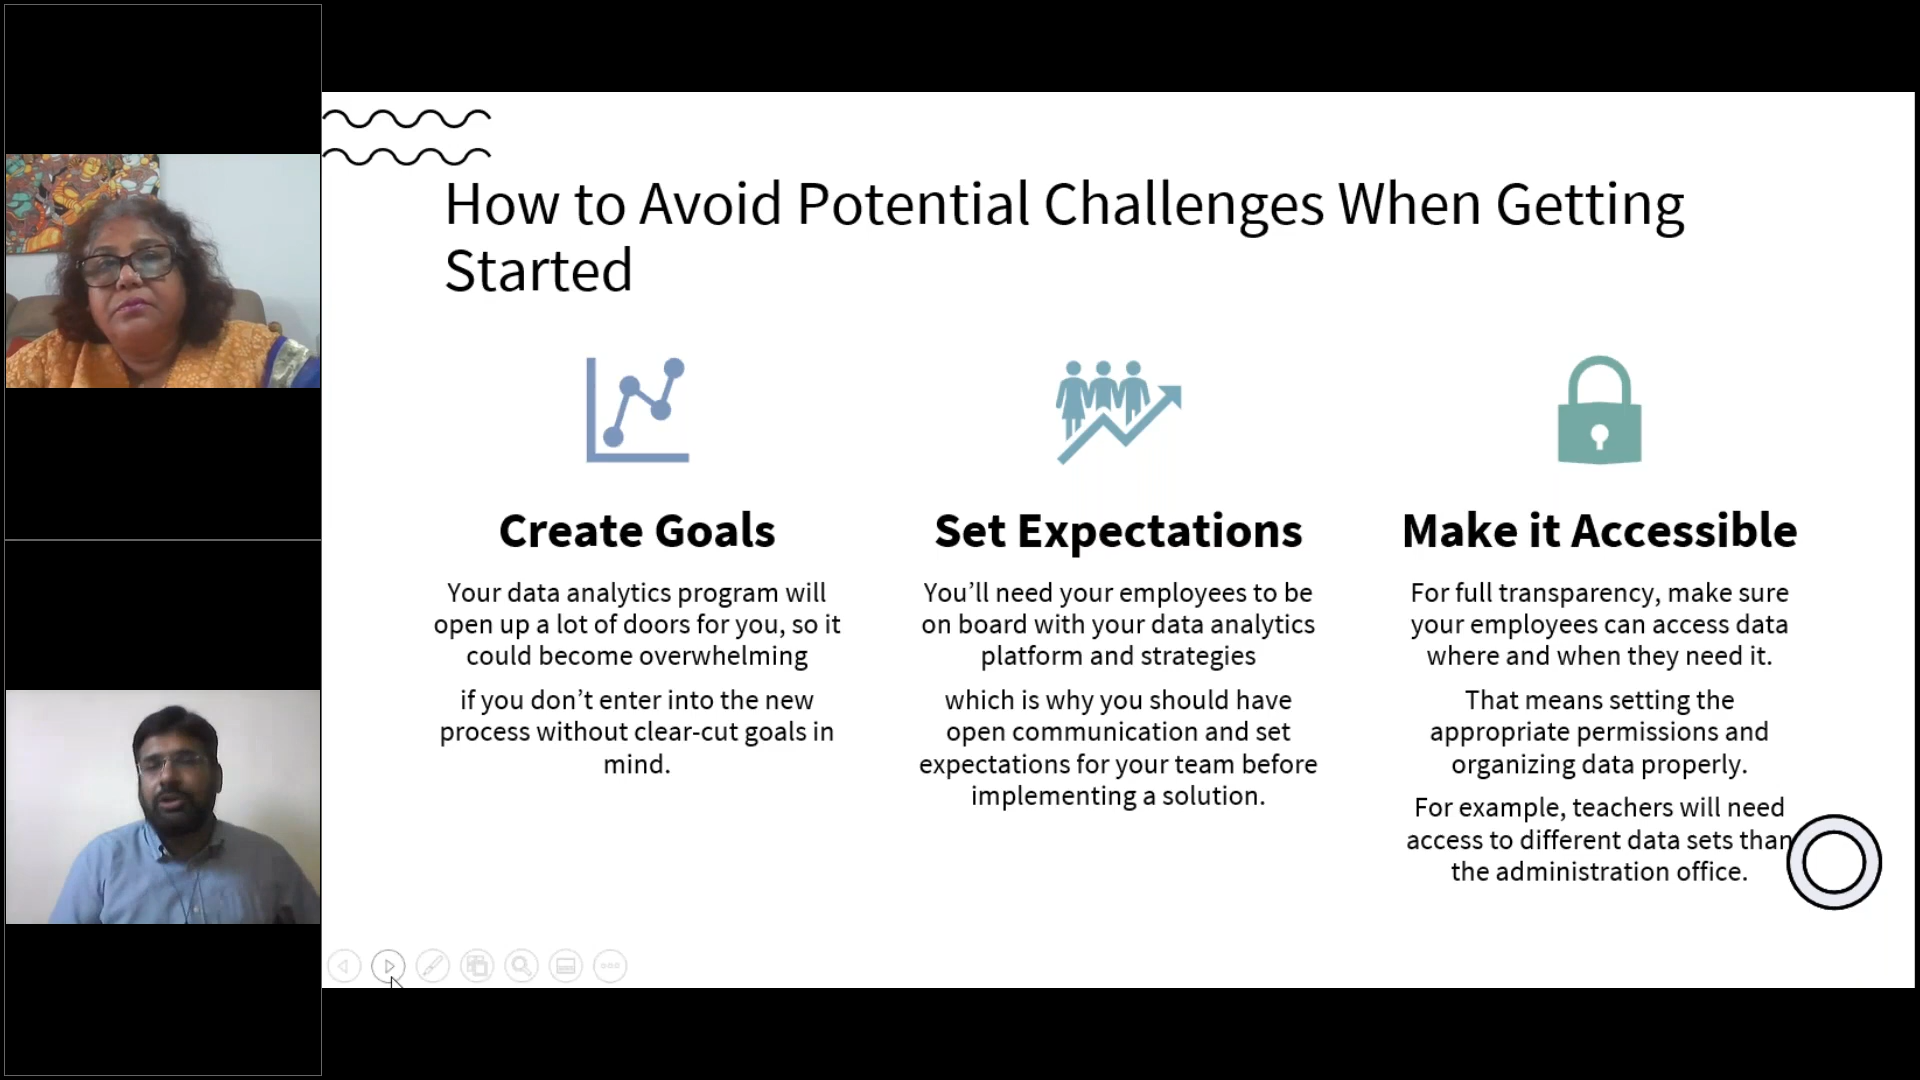 How to Avoid Potential Challenges When Getting
Started
Create Goals
Your data analytics program will
open up a lot of doors for you, so it
could become overwhelming
if you don’t enter into the new
process without clear-cut goals in
mind.
Set Expectations
You’ll need your employees to be
on board with your data analytics
platform and strategies
which is why you should have
open communication and set
expectations for your team before
implementing a solution.
Make it Accessible
For full transparency, make sure
your employees can access data
where and when they need it.
That means setting the
appropriate permissions and
organizing data properly.
For example, teachers will need
access to different data sets than
the administration office.